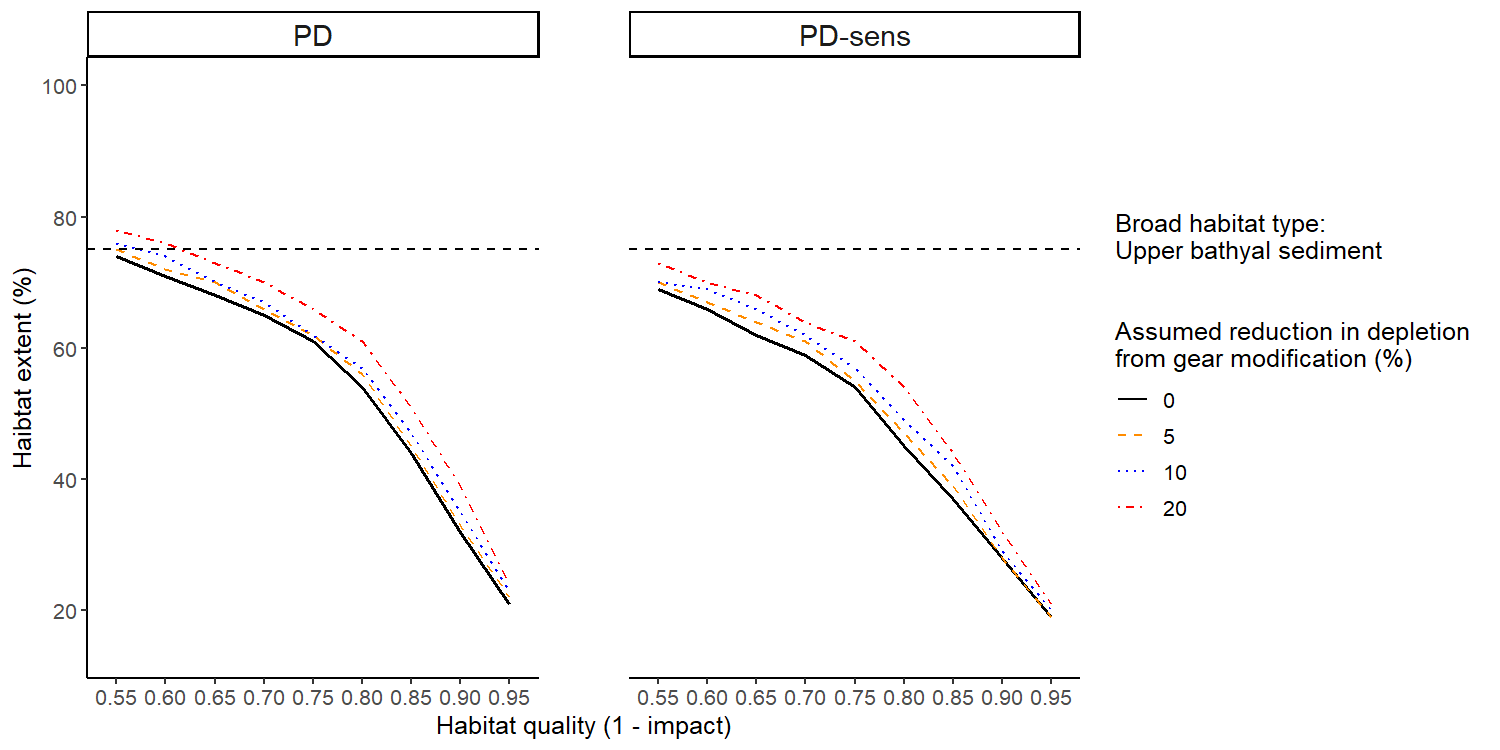 PD
PD-sens
100
80
60
40
20
Haibtat extent (%)
0.55 0.60 0.65 0.70 0.75 0.80 0.85 0.90 0.95
0.55 0.60 0.65 0.70 0.75 0.80 0.85 0.90 0.95
Habitat quality (1 - impact)
Broad habitat type:
Upper bathyal sediment
Assumed reduction in depletion
from gear modification (%)
0
5
10
20